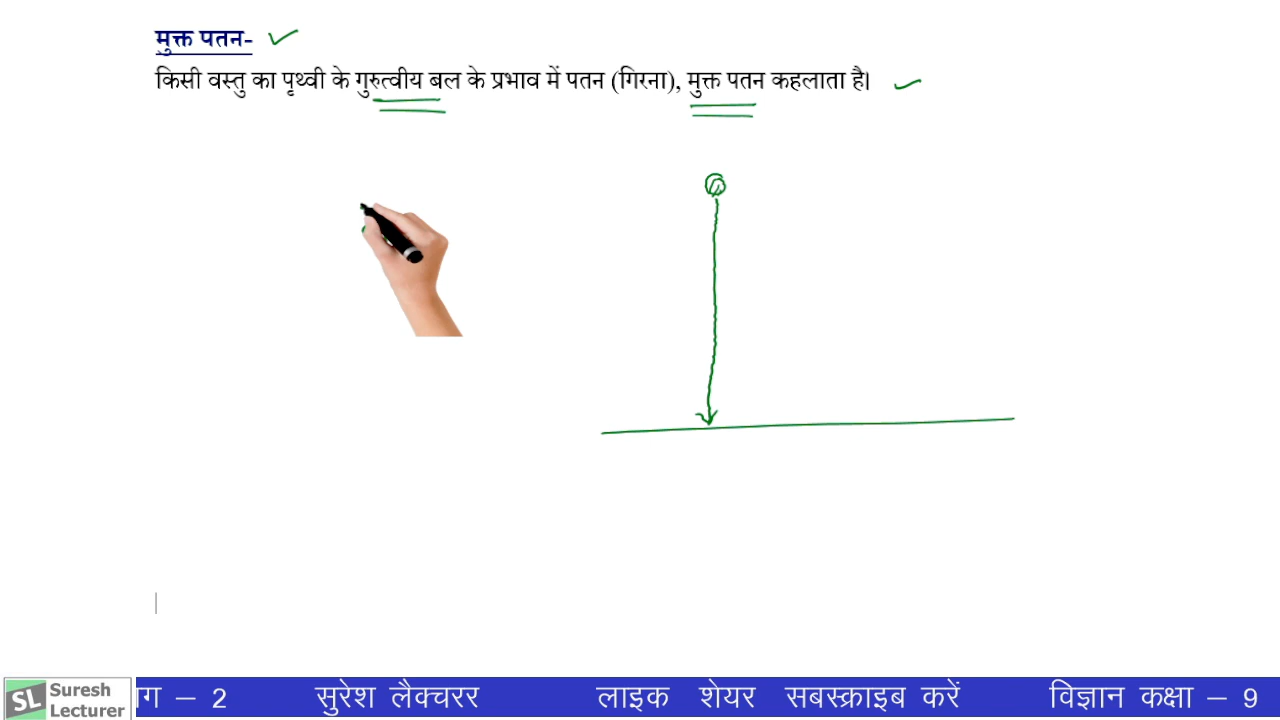 मुक्त पतन-
किसी वस्तु का पृथ्वी के गुरुत्वीय बल के प्रभाव में पतन (गिरना), मुक्त पतन कहलाता है।
SL Suresh Lecturer
ाग – 2 सुरेश लैक्चरर लाइक शेयर सबस्क्राइब करें विज्ञान कक्षा – 9